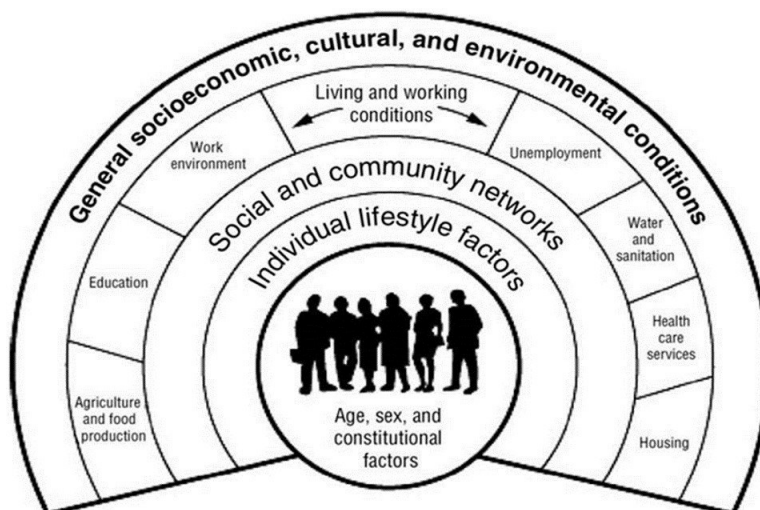 General socioeconomic, cultural, and environmental conditions
Living and working
conditions
Work
environment
Unemployment
Education
Water
and
sanitation
Agriculture
and food
production
Health
care
services
Housing
Social and community networks
Individual lifestyle factors
Age, sex, and
constitutional
factors